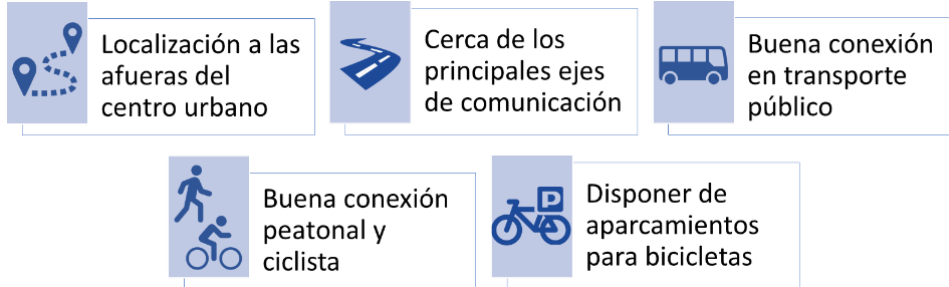 Localización a las
afueras del
centro urbano
Cerca de los
principales ejes
de comunicación
Buena conexión
en transporte
público
Buena conexión
peatonal y
ciclista
P
Disponer de
aparcamientos
para bicicletas